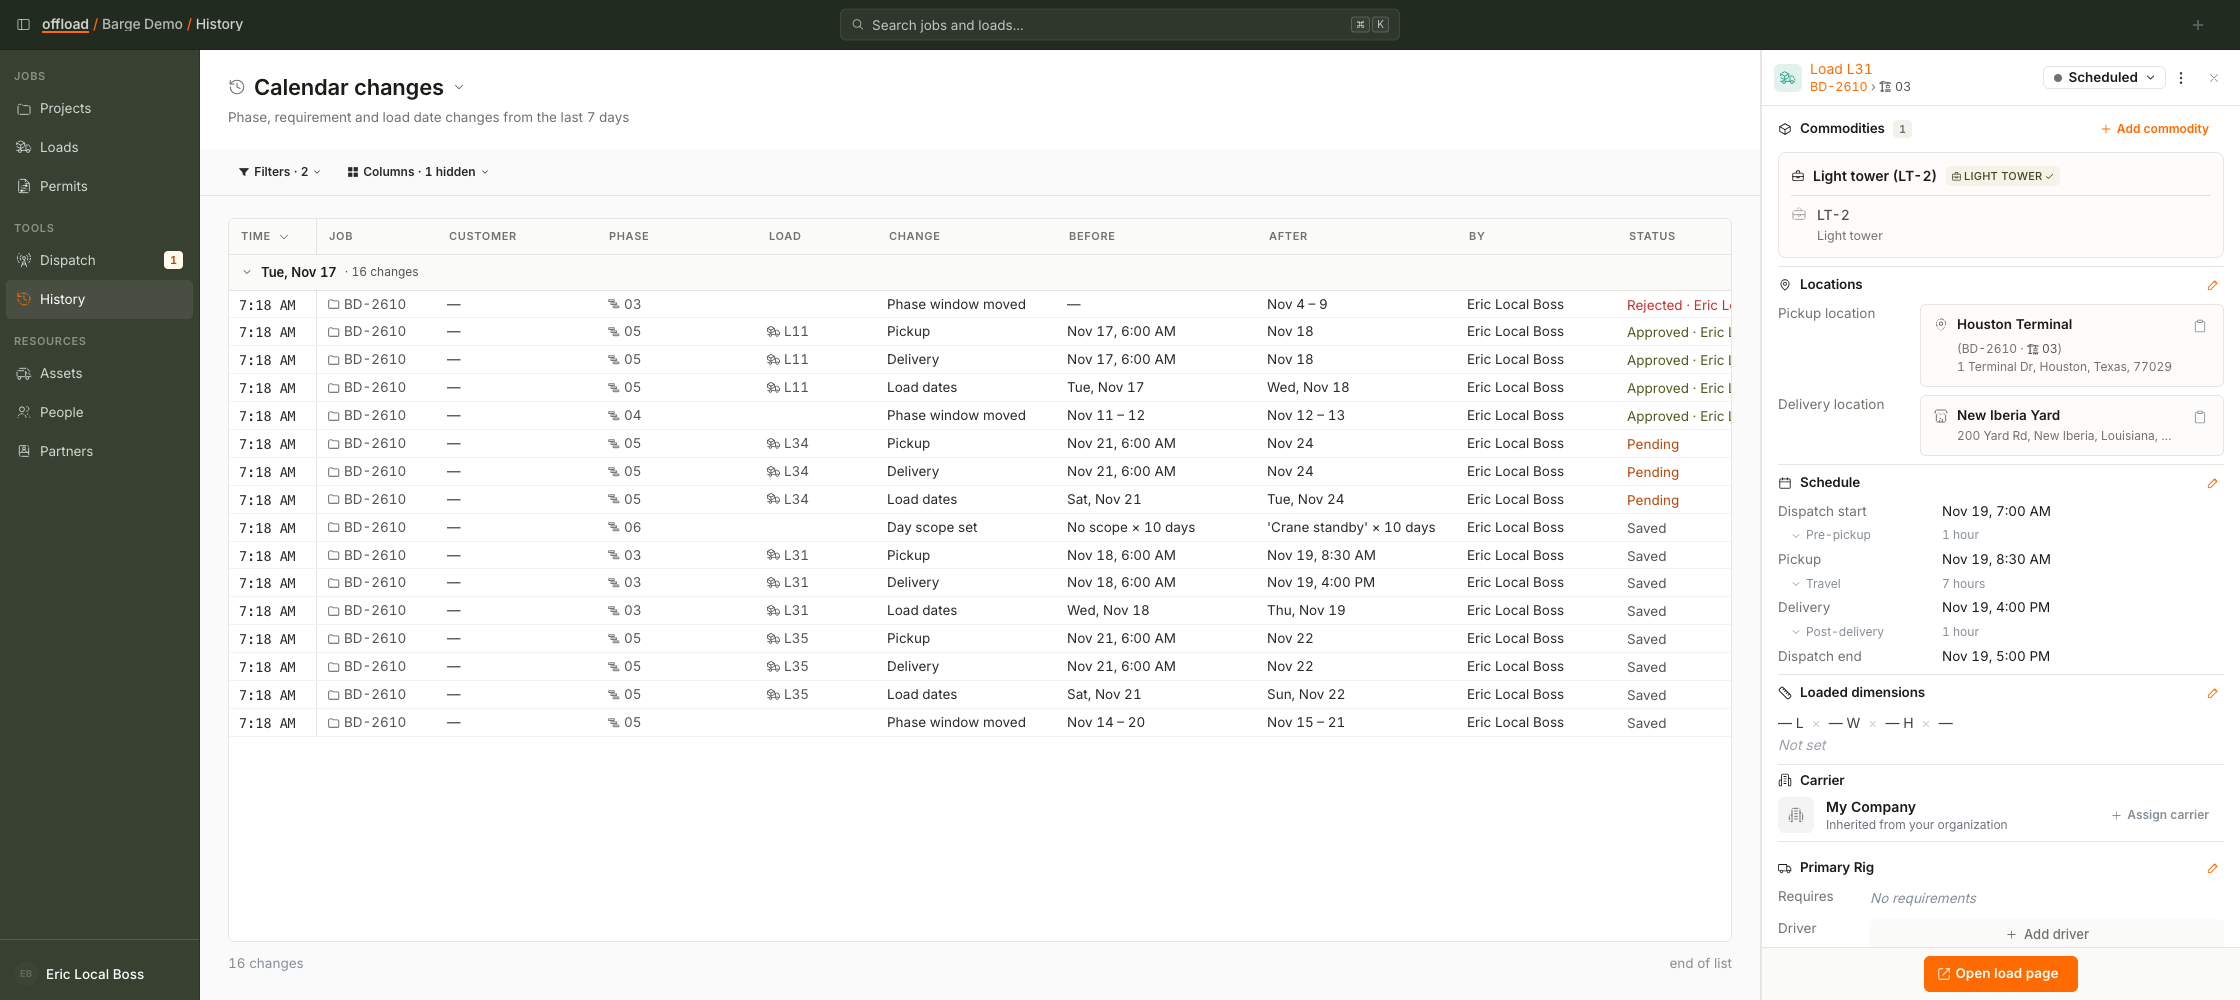 offload / Barge Demo / History
Search jobs and loads... ⌘ K
JOBS
Projects
Loads
Permits
TOOLS
Dispatch 1
History
RESOURCES
Assets
People
Partners
EB Eric Local Boss
Calendar changes
Phase, requirement and load date changes from the last 7 days
Filters · 2 Columns · 1 hidden
TIME JOB CUSTOMER PHASE LOAD CHANGE BEFORE AFTER BY STATUS
Tue, Nov 17 · 16 changes
7:18 AM BD-2610 — 03 Phase window moved — Nov 4 – 9 Eric Local Boss Rejected · Eric Lo
7:18 AM BD-2610 — 05 L11 Pickup Nov 17, 6:00 AM Nov 18 Eric Local Boss Approved · Eric L
7:18 AM BD-2610 — 05 L11 Delivery Nov 17, 6:00 AM Nov 18 Eric Local Boss Approved · Eric L
7:18 AM BD-2610 — 05 L11 Load dates Tue, Nov 17 Wed, Nov 18 Eric Local Boss Approved · Eric L
7:18 AM BD-2610 — 04 Phase window moved Nov 11 – 12 Nov 12 – 13 Eric Local Boss Approved · Eric L
7:18 AM BD-2610 — 05 L34 Pickup Nov 21, 6:00 AM Nov 24 Eric Local Boss Pending
7:18 AM BD-2610 — 05 L34 Delivery Nov 21, 6:00 AM Nov 24 Eric Local Boss Pending
7:18 AM BD-2610 — 05 L34 Load dates Sat, Nov 21 Tue, Nov 24 Eric Local Boss Pending
7:18 AM BD-2610 — 06 Day scope set No scope × 10 days 'Crane standby' × 10 days Eric Local Boss Saved
7:18 AM BD-2610 — 03 L31 Pickup Nov 18, 6:00 AM Nov 19, 8:30 AM Eric Local Boss Saved
7:18 AM BD-2610 — 03 L31 Delivery Nov 18, 6:00 AM Nov 19, 4:00 PM Eric Local Boss Saved
7:18 AM BD-2610 — 03 L31 Load dates Wed, Nov 18 Thu, Nov 19 Eric Local Boss Saved
7:18 AM BD-2610 — 05 L35 Pickup Nov 21, 6:00 AM Nov 22 Eric Local Boss Saved
7:18 AM BD-2610 — 05 L35 Delivery Nov 21, 6:00 AM Nov 22 Eric Local Boss Saved
7:18 AM BD-2610 — 05 L35 Load dates Sat, Nov 21 Sun, Nov 22 Eric Local Boss Saved
7:18 AM BD-2610 — 05 Phase window moved Nov 14 – 20 Nov 15 – 21 Eric Local Boss Saved
16 changes end of list
Load L31
BD-2610 › 03
Scheduled
Commodities 1 + Add commodity
Light tower (LT-2) LIGHT TOWER ✓
LT-2
Light tower
Locations
Pickup location
Houston Terminal
(BD-2610 · 03)
1 Terminal Dr, Houston, Texas, 77029
Delivery location
New Iberia Yard
200 Yard Rd, New Iberia, Louisiana, ...
Schedule
Dispatch start Nov 19, 7:00 AM
Pre-pickup 1 hour
Pickup Nov 19, 8:30 AM
Travel 7 hours
Delivery Nov 19, 4:00 PM
Post-delivery 1 hour
Dispatch end Nov 19, 5:00 PM
Loaded dimensions
— L × — W × — H × —
Not set
Carrier
My Company
Inherited from your organization
+ Assign carrier
Primary Rig
Requires No requirements
Driver + Add driver
Open load page